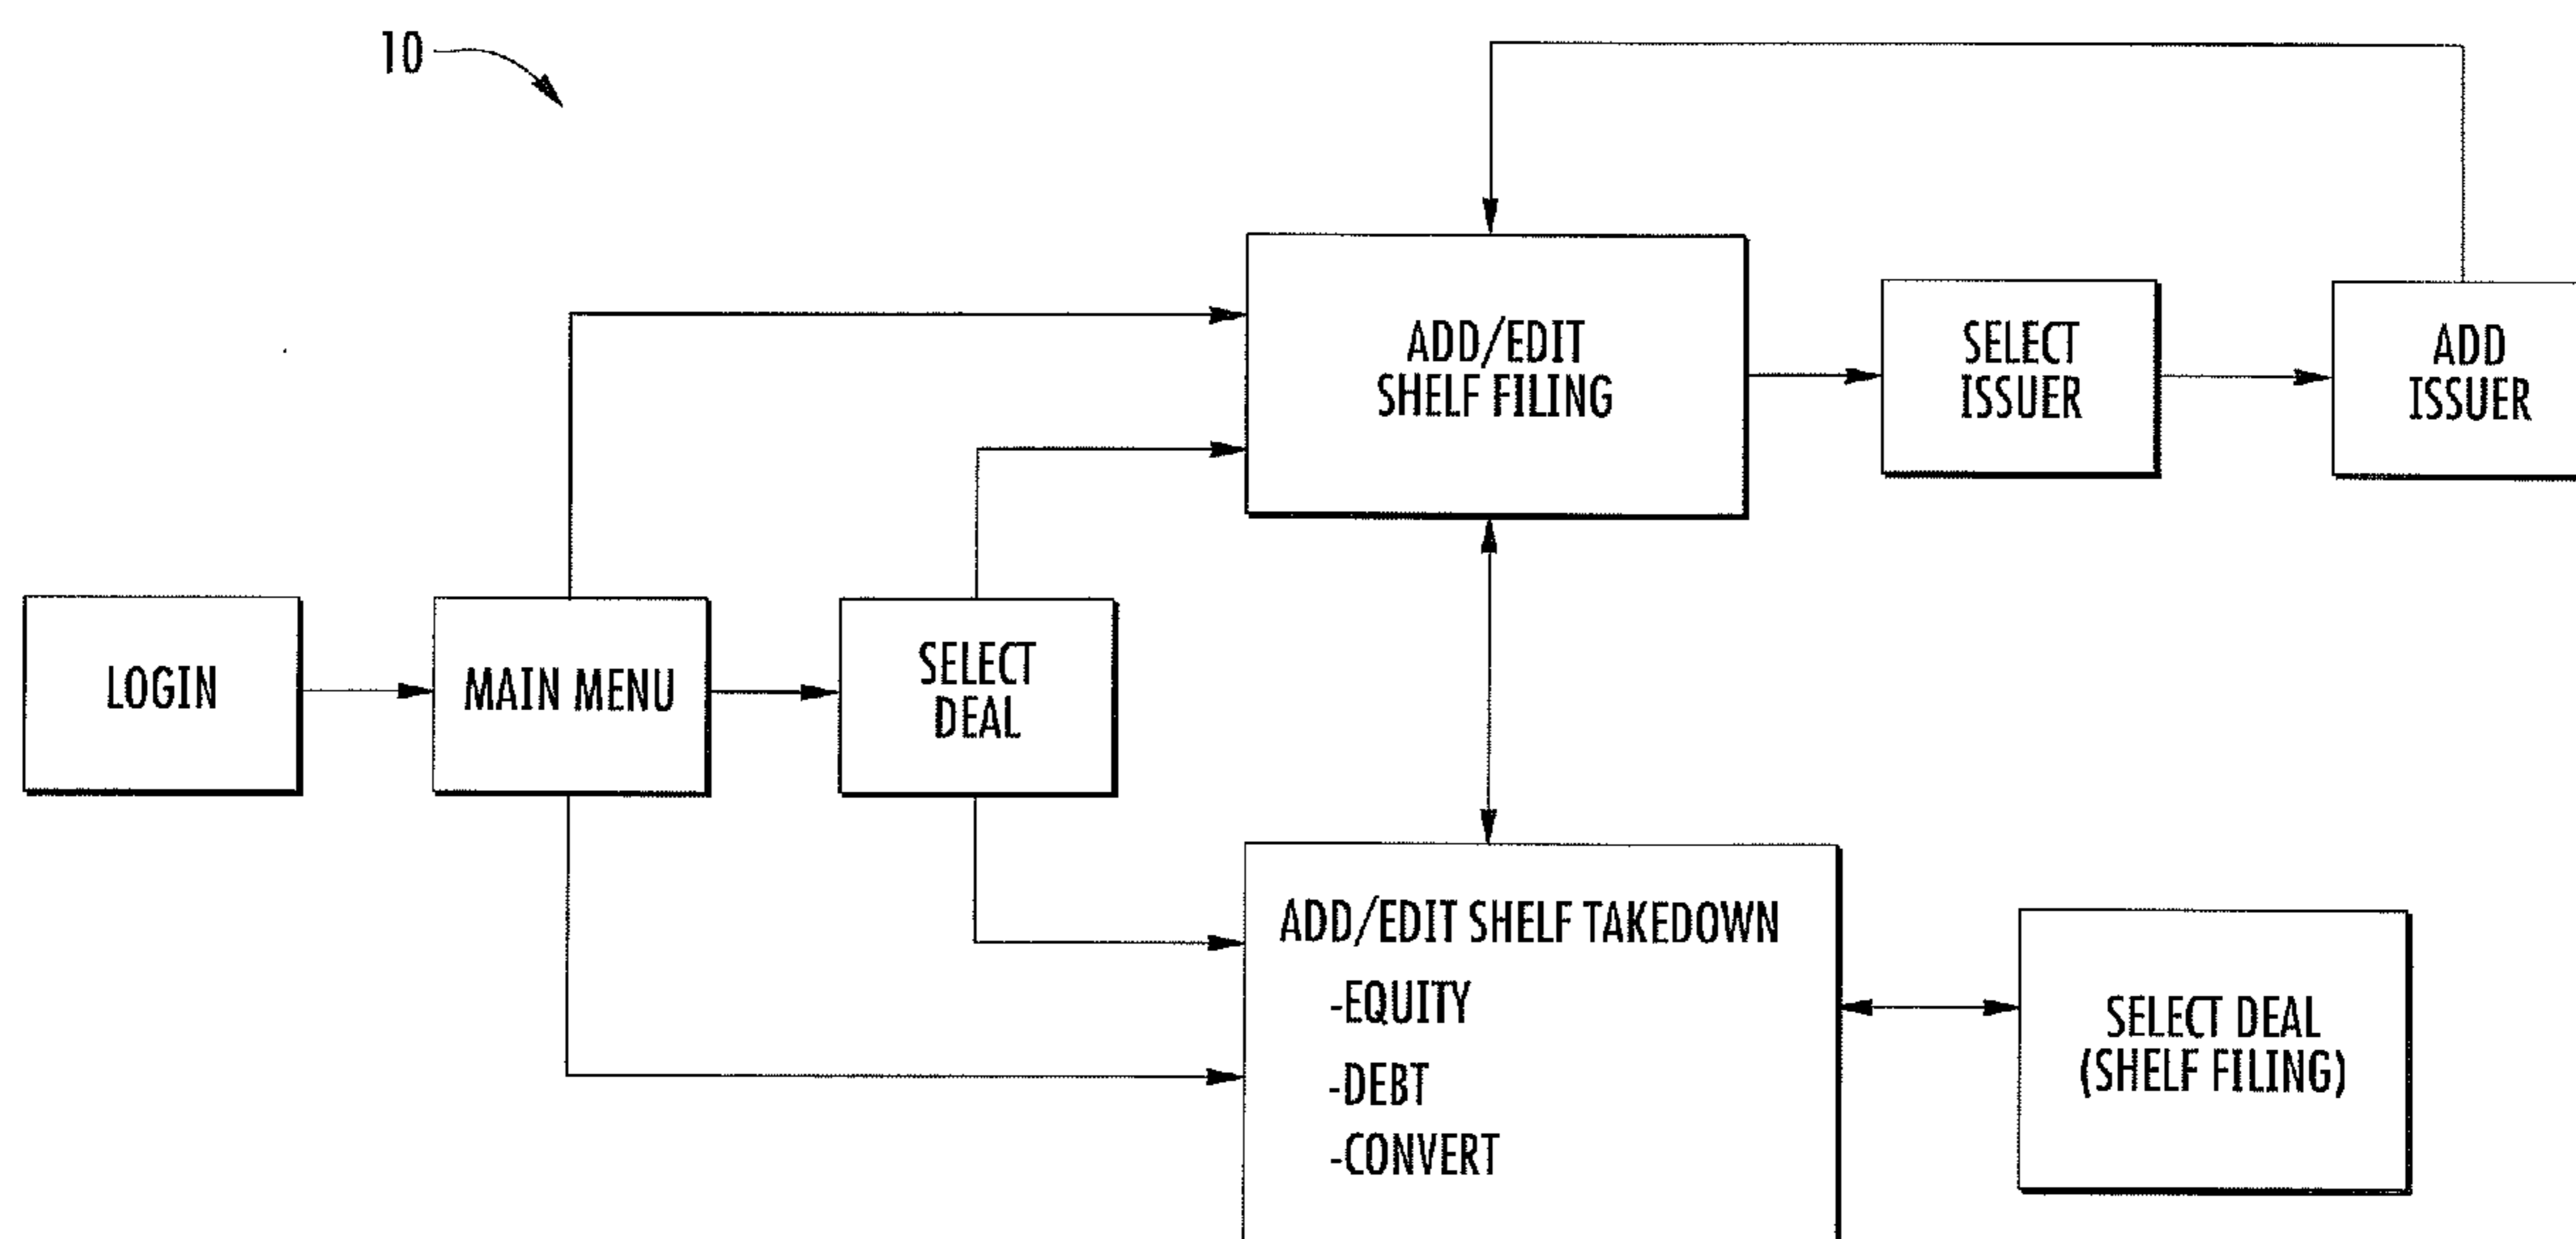 10
ADD/EDIT
SHELF FILING
SELECT
ISSUER
ADD
ISSUER
LOGIN
MAIN MENU
SELECT
DEAL
ADD/EDIT SHELF TAKEDOWN
-EQUITY
-DEBT
-CONVERT
SELECT DEAL
(SHELF FILING)